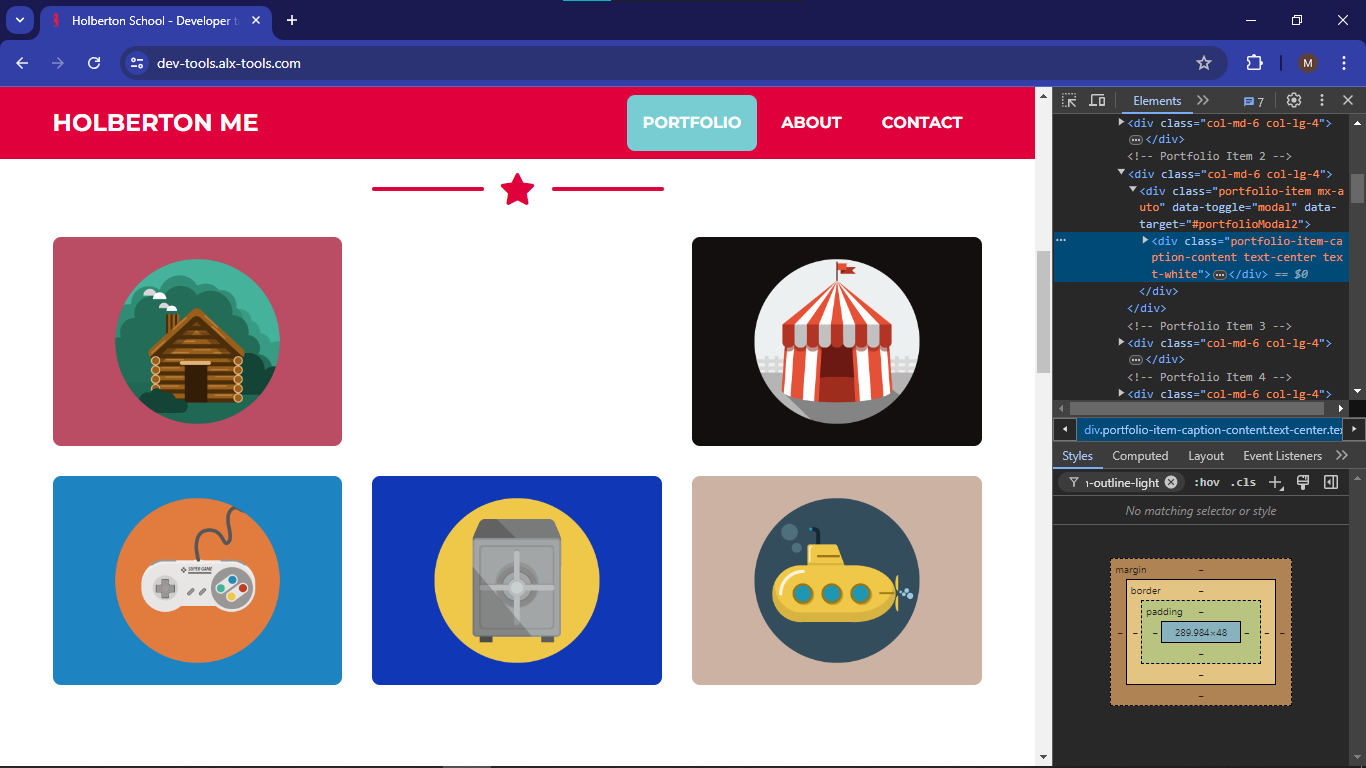 Holberton School - Developer t
dev-tools.alx-tools.com
M
HOLBERTON ME
PORTFOLIO
ABOUT
CONTACT
SUPER GAME
Elements
7
<div class="col-md-6 col-lg-4">
</div>
<!-- Portfolio Item 2 -->
<div class="col-md-6 col-lg-4">
<div class="portfolio-item mx-a
uto" data-toggle="modal" data-
target="#portfolioModal2">
<div class="portfolio-item-ca
ption-content text-center tex
t-white"> </div> == $0
</div>
</div>
<!-- Portfolio Item 3 -->
<div class="col-md-6 col-lg-4">
</div>
<!-- Portfolio Item 4 -->
<div class="col-md-6 col-lg-4">
div.portfolio-item-caption-content.text-center.te
Styles
Computed
Layout
Event Listeners
-outline-light
:hov
.cls
No matching selector or style
margin
–
border
–
padding
–
– – – 289.984×48 – – –
–
–
–